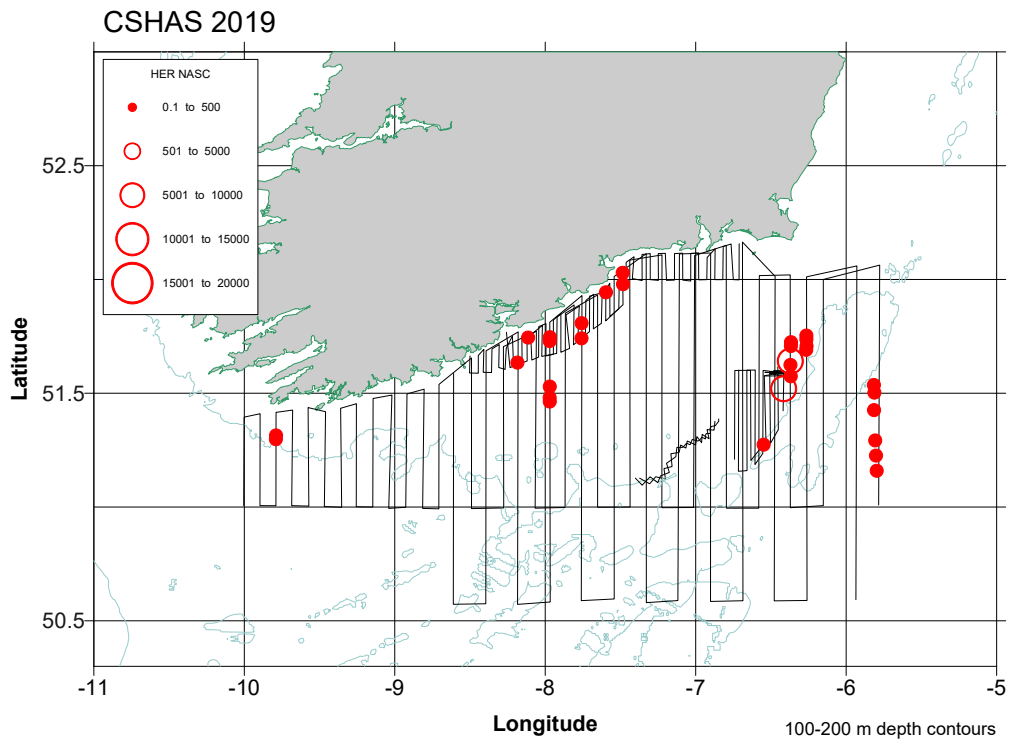 CSHAS 2019
HER NASC
0.1 to 500
501 to 5000
5001 to 10000
10001 to 15000
15001 to 20000
52.5
51.5
50.5
Latitude
-11 -10 -9 -8 -7 -6 -5
Longitude
100-200 m depth contours